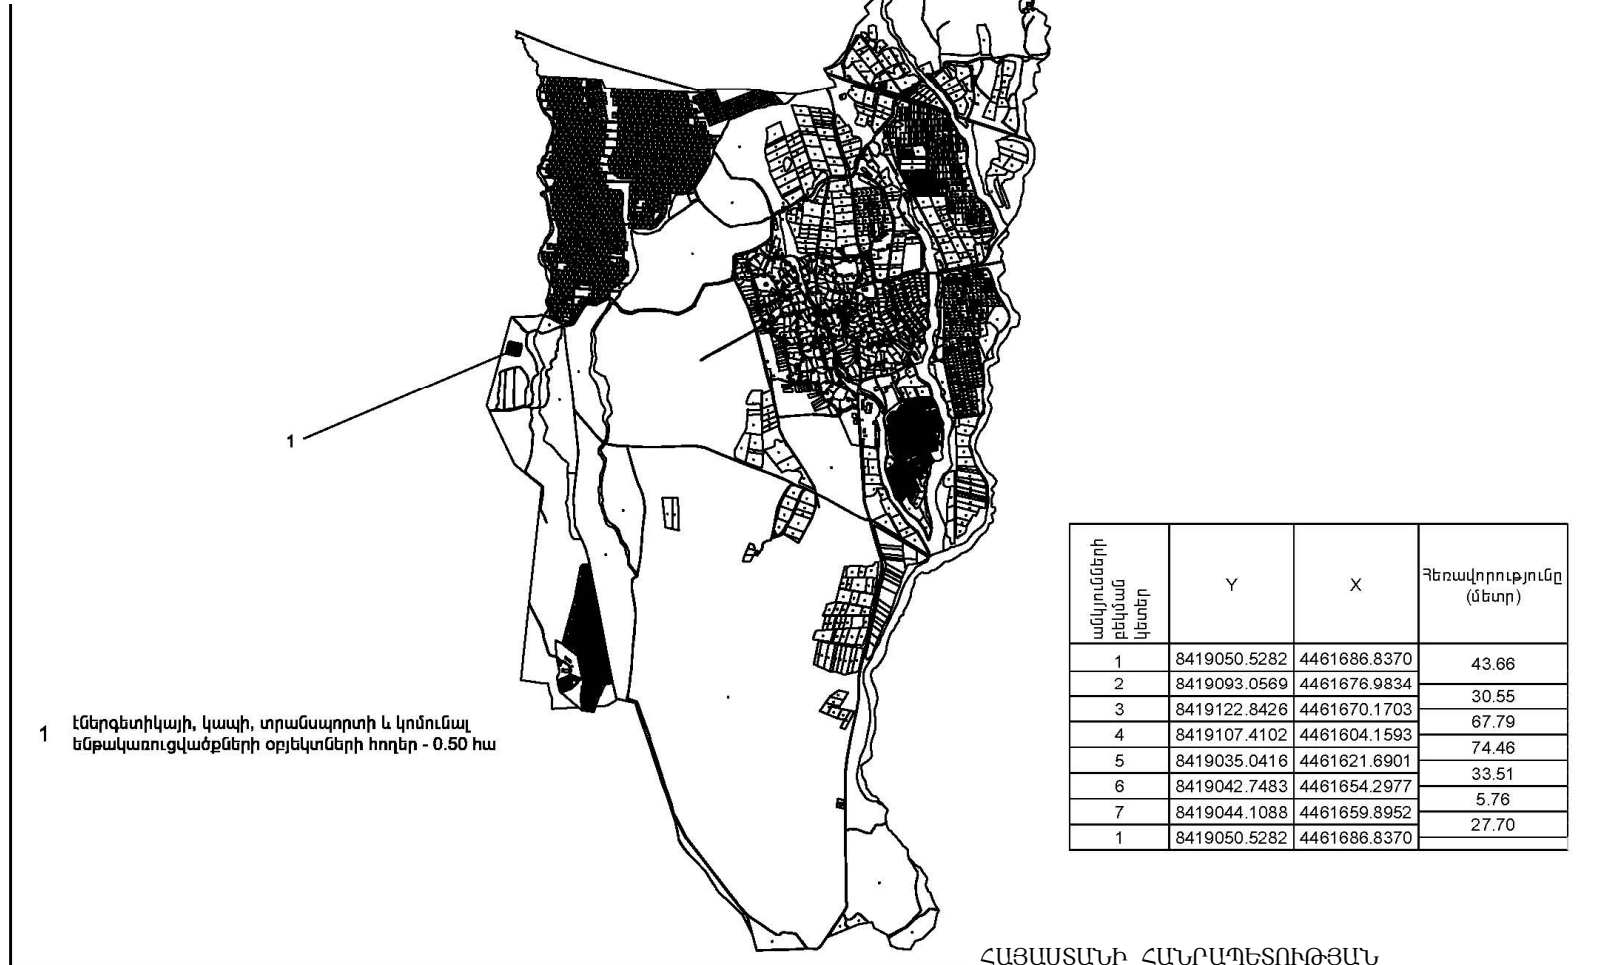 1
1 էներգետիկայի, կապի, տրանսպորտի և կոմունալ
ենթակառուցվածքների օբյեկտների հողեր - 0.50 հա
անկյունների
բեկման
կետեր
Y
X
Հեռավորությունը
(մետր)
1 8419050.5282 4461686.8370
43.66
2 8419093.0569 4461676.9834
30.55
3 8419122.8426 4461670.1703
67.79
4 8419107.4102 4461604.1593
74.46
5 8419035.0416 4461621.6901
33.51
6 8419042.7483 4461654.2977
5.76
7 8419044.1088 4461659.8952
27.70
1 8419050.5282 4461686.8370
ՀԱՅԱՍՏԱՆԻ ՀԱՆՐԱՊԵՏՈՒԹՅԱՆ